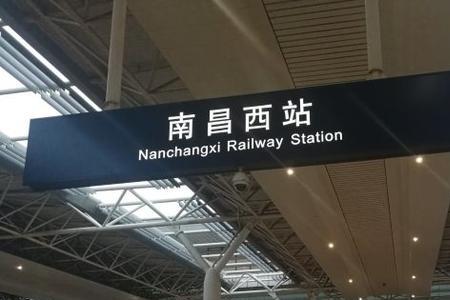 南昌西站
Nanchangxi Railway Station